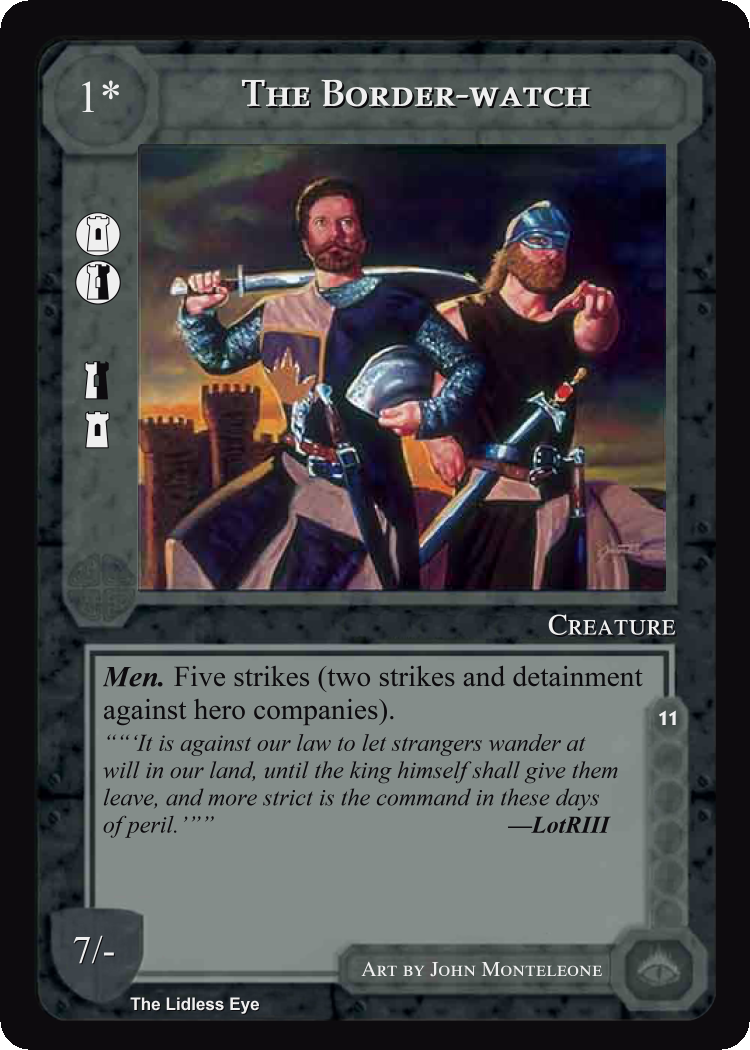 1*
The Border-watch
Creature
Men. Five strikes (two strikes and detainment
against hero companies).
““‘It is against our law to let strangers wander at
will in our land, until the king himself shall give them
leave, and more strict is the command in these days
of peril.’”” —LotRIII
11
7/-
Art by John Monteleone
The Lidless Eye